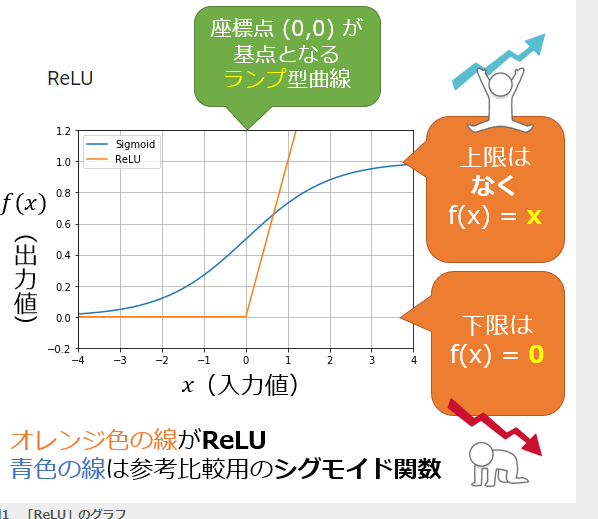 座標点 (0,0) が
基点となる
ランプ型曲線
ReLU
上限は
なく
f(x) = x
下限は
f(x) = 0
Sigmoid
ReLU
1.2
1.0
0.8
0.6
0.4
0.2
0.0
−0.2
−4
−3
−2
−1
0
1
2
3
4
f(x)
(出力値)
x（入力値）
オレンジ色の線がReLU
青色の線は参考比較用のシグモイド関数
1 「ReLU」のグラフ